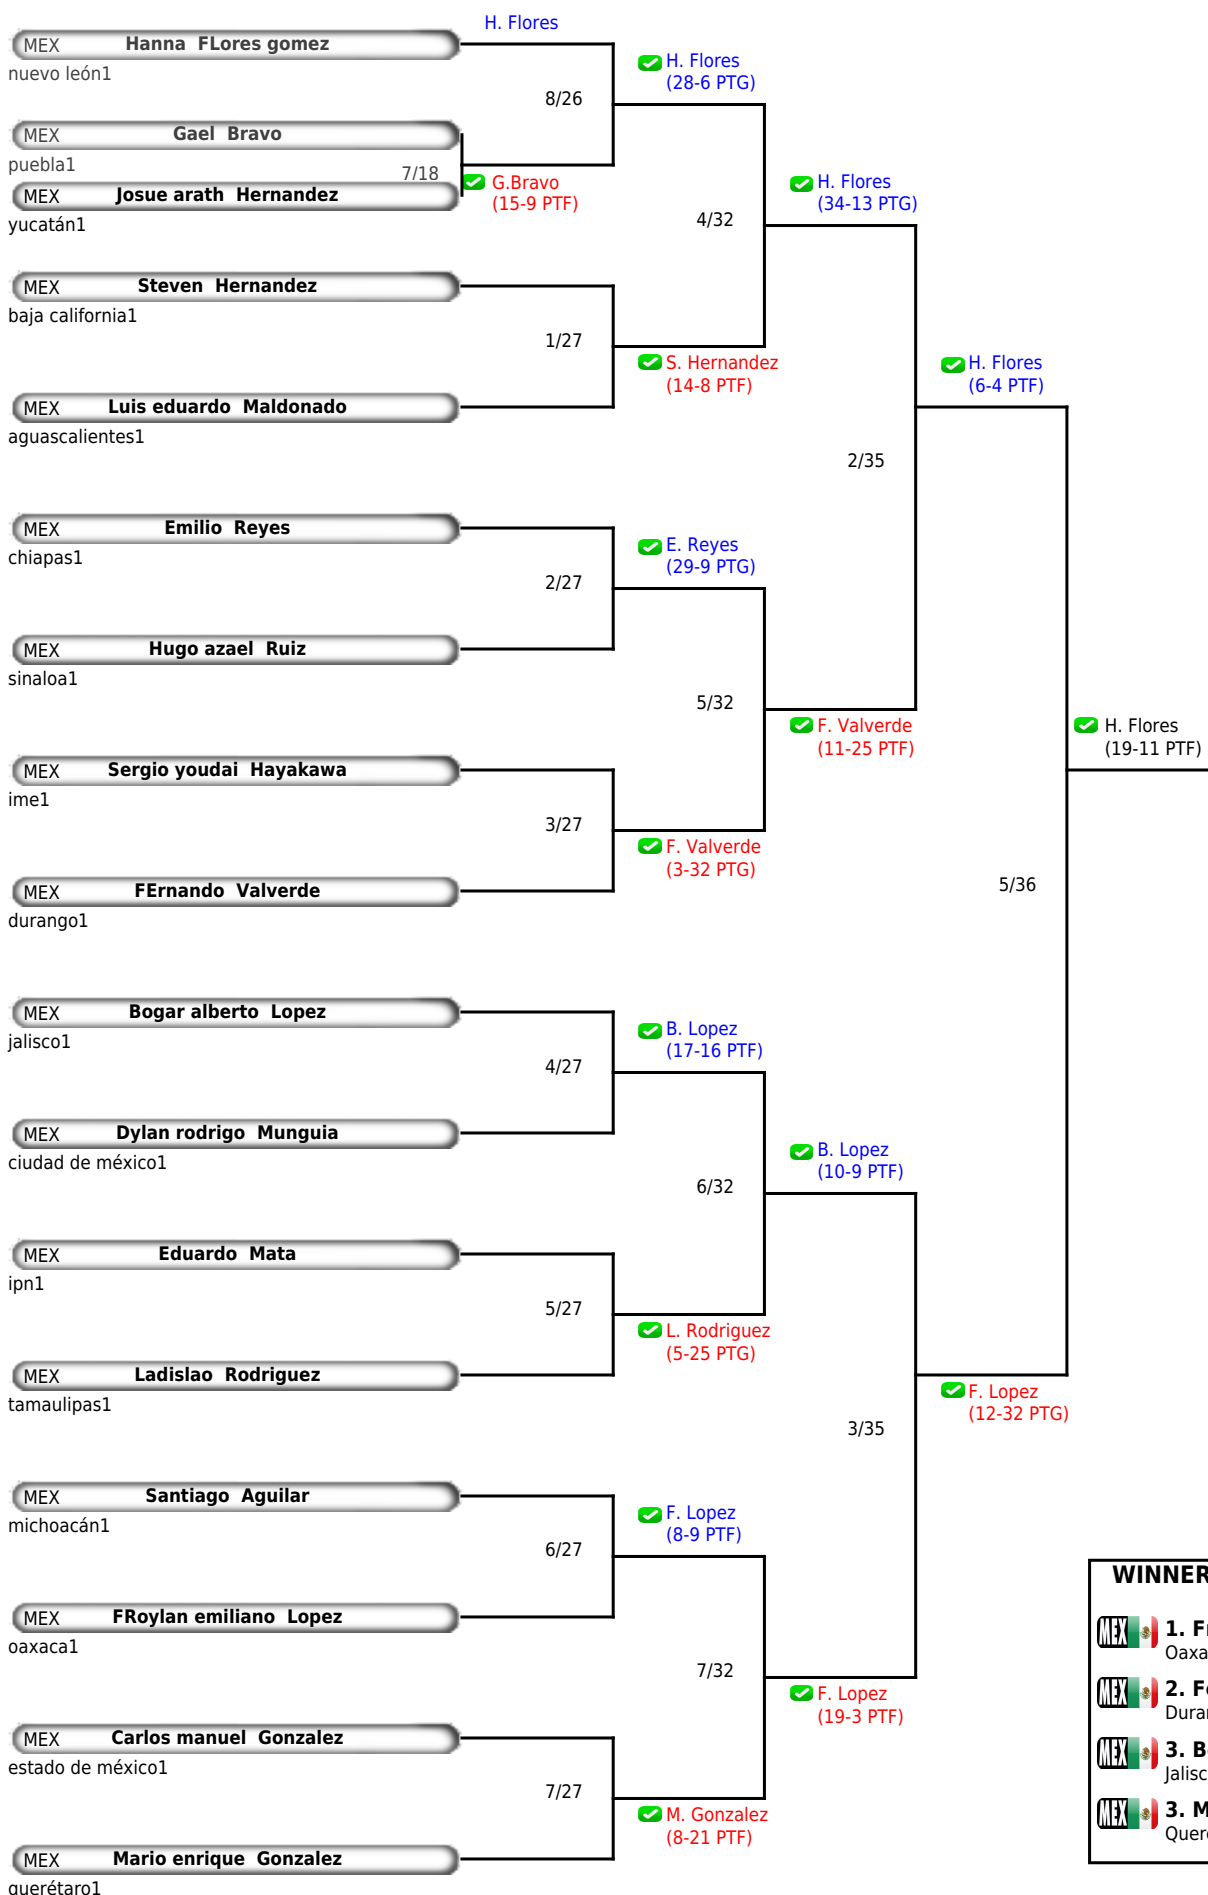 H. Flores
MEX Hanna FLores gomez
nuevo león1
H. Flores
(28-6 PTG)
8/26
MEX Gael Bravo
puebla1
7/18
MEX Josue arath Hernandez
yucatán1
G.Bravo
(15-9 PTF)
H. Flores
(34-13 PTG)
4/32
MEX Steven Hernandez
baja california1
1/27
S. Hernandez
(14-8 PTF)
H. Flores
(6-4 PTF)
MEX Luis eduardo Maldonado
aguascalientes1
2/35
MEX Emilio Reyes
chiapas1
E. Reyes
(29-9 PTG)
2/27
MEX Hugo azael Ruiz
sinaloa1
5/32
F. Valverde
(11-25 PTF)
H. Flores
(19-11 PTF)
MEX Sergio youdai Hayakawa
ime1
3/27
F. Valverde
(3-32 PTG)
MEX FErnando Valverde
durango1
5/36
MEX Bogar alberto Lopez
jalisco1
B. Lopez
(17-16 PTF)
4/27
MEX Dylan rodrigo Munguia
ciudad de méxico1
B. Lopez
(10-9 PTF)
6/32
MEX Eduardo Mata
ipn1
5/27
L. Rodriguez
(5-25 PTG)
MEX Ladislao Rodriguez
tamaulipas1
F. Lopez
(12-32 PTG)
3/35
MEX Santiago Aguilar
michoacán1
F. Lopez
(8-9 PTF)
6/27
MEX FRoylan emiliano Lopez
oaxaca1
7/32
F. Lopez
(19-3 PTF)
MEX Carlos manuel Gonzalez
estado de méxico1
7/27
M. Gonzalez
(8-21 PTF)
MEX Mario enrique Gonzalez
querétaro1
WINNER
MEX 1. Fr
Oaxa
MEX 2. Fe
Duran
MEX 3. B
Jalisc
MEX 3. M
Quer